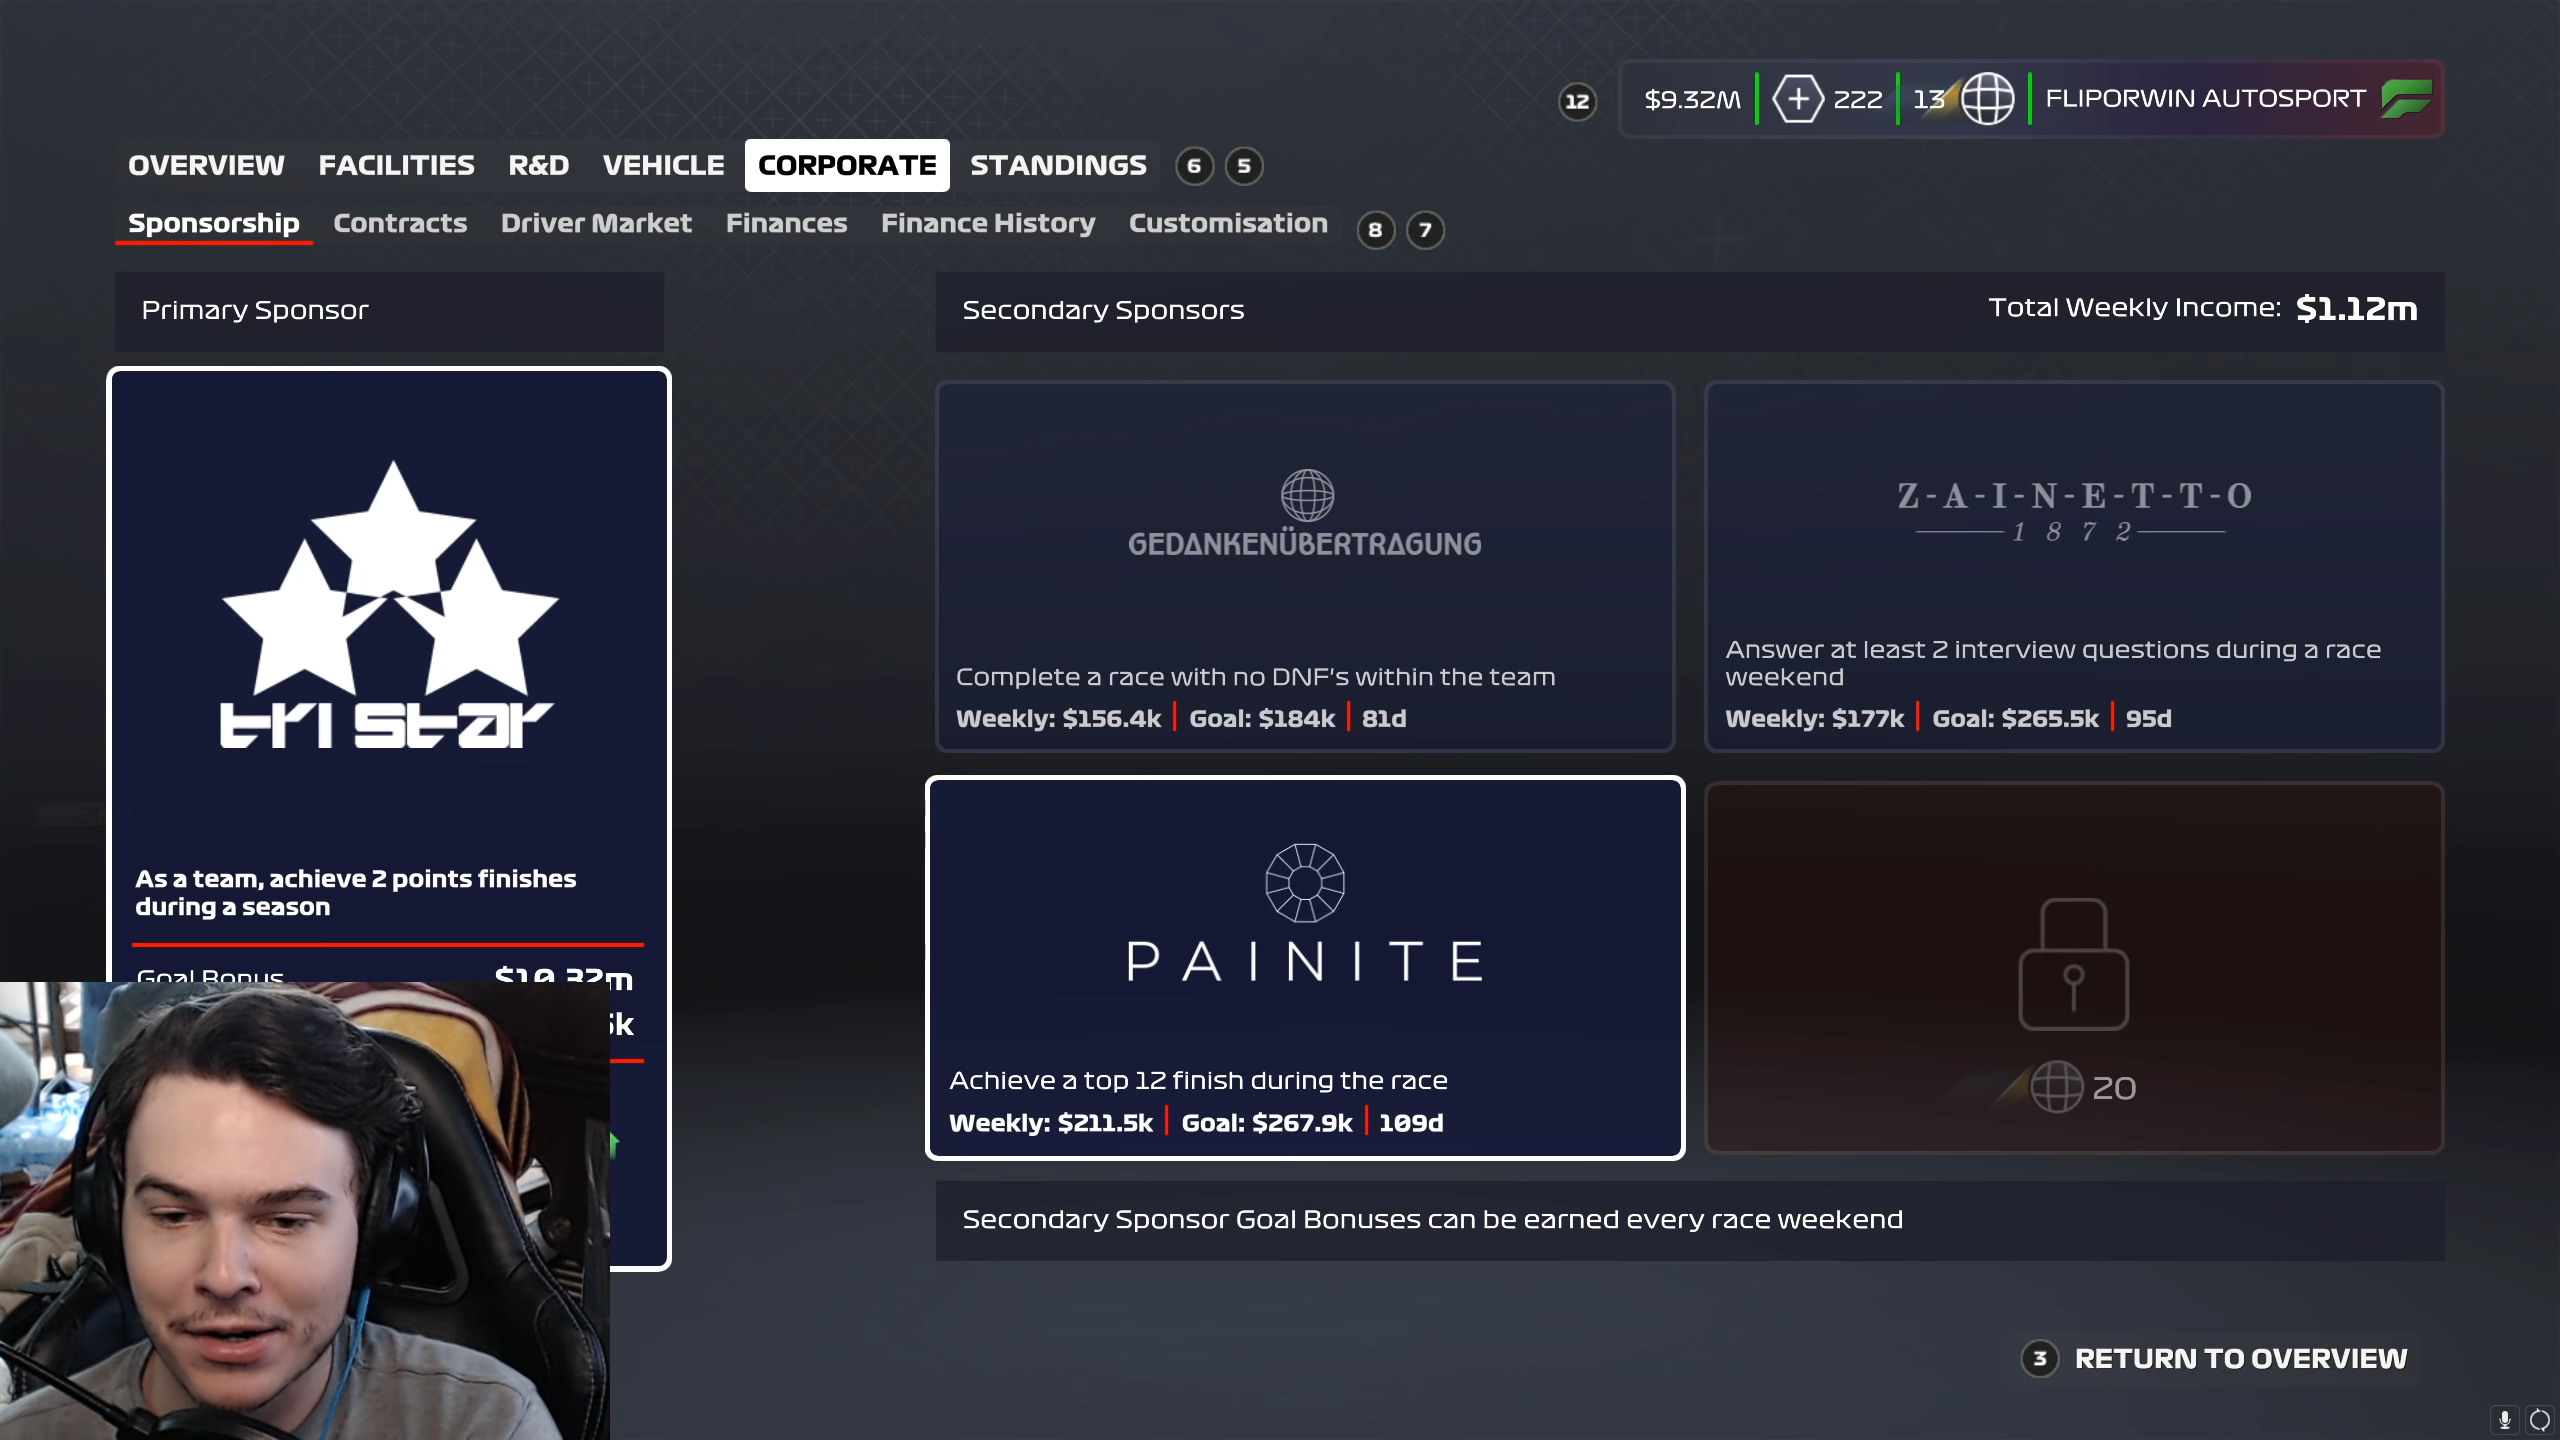 12
$9.32M
222
13
FLIPORWIN AUTOSPORT
OVERVIEW FACILITIES R&D VEHICLE CORPORATE STANDINGS 6 5
Sponsorship Contracts Driver Market Finances Finance History Customisation 8 7
Primary Sponsor
tri star
As a team, achieve 2 points finishes
during a season
Goal Bonus $10.32m
Secondary Sponsors
Total Weekly Income: $1.12m
GEDANKENÜBERTRAGUNG
Complete a race with no DNF's within the team
Weekly: $156.4k Goal: $184k 81d
Z-A-I-N-E-T-T-O
1872
Answer at least 2 interview questions during a race
weekend
Weekly: $177k Goal: $265.5k 95d
PAINITE
Achieve a top 12 finish during the race
Weekly: $211.5k Goal: $267.9k 109d
20
Secondary Sponsor Goal Bonuses can be earned every race weekend
3 RETURN TO OVERVIEW